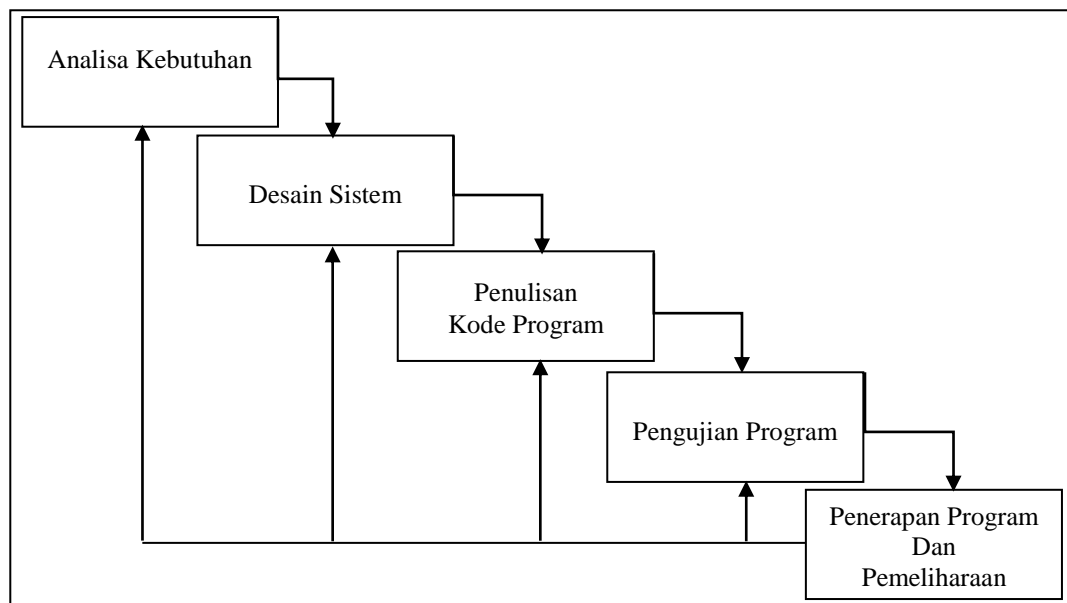 Analisa Kebutuhan
Desain Sistem
Penulisan
Kode Program
Pengujian Program
Penerapan Program
Dan
Pemeliharaan